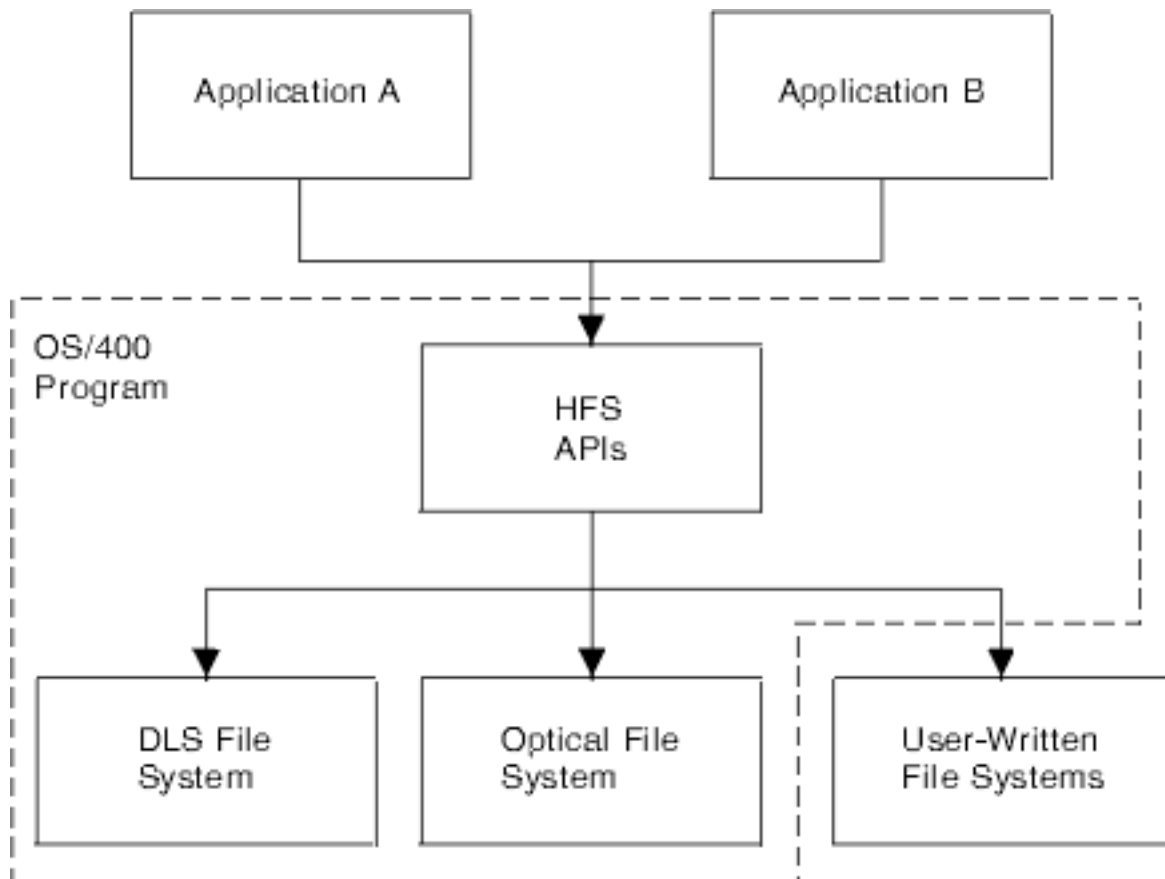 Application A
Application B
OS/400
Program
HFS
APIs
DLS File
System
Optical File
System
User-Written
File Systems